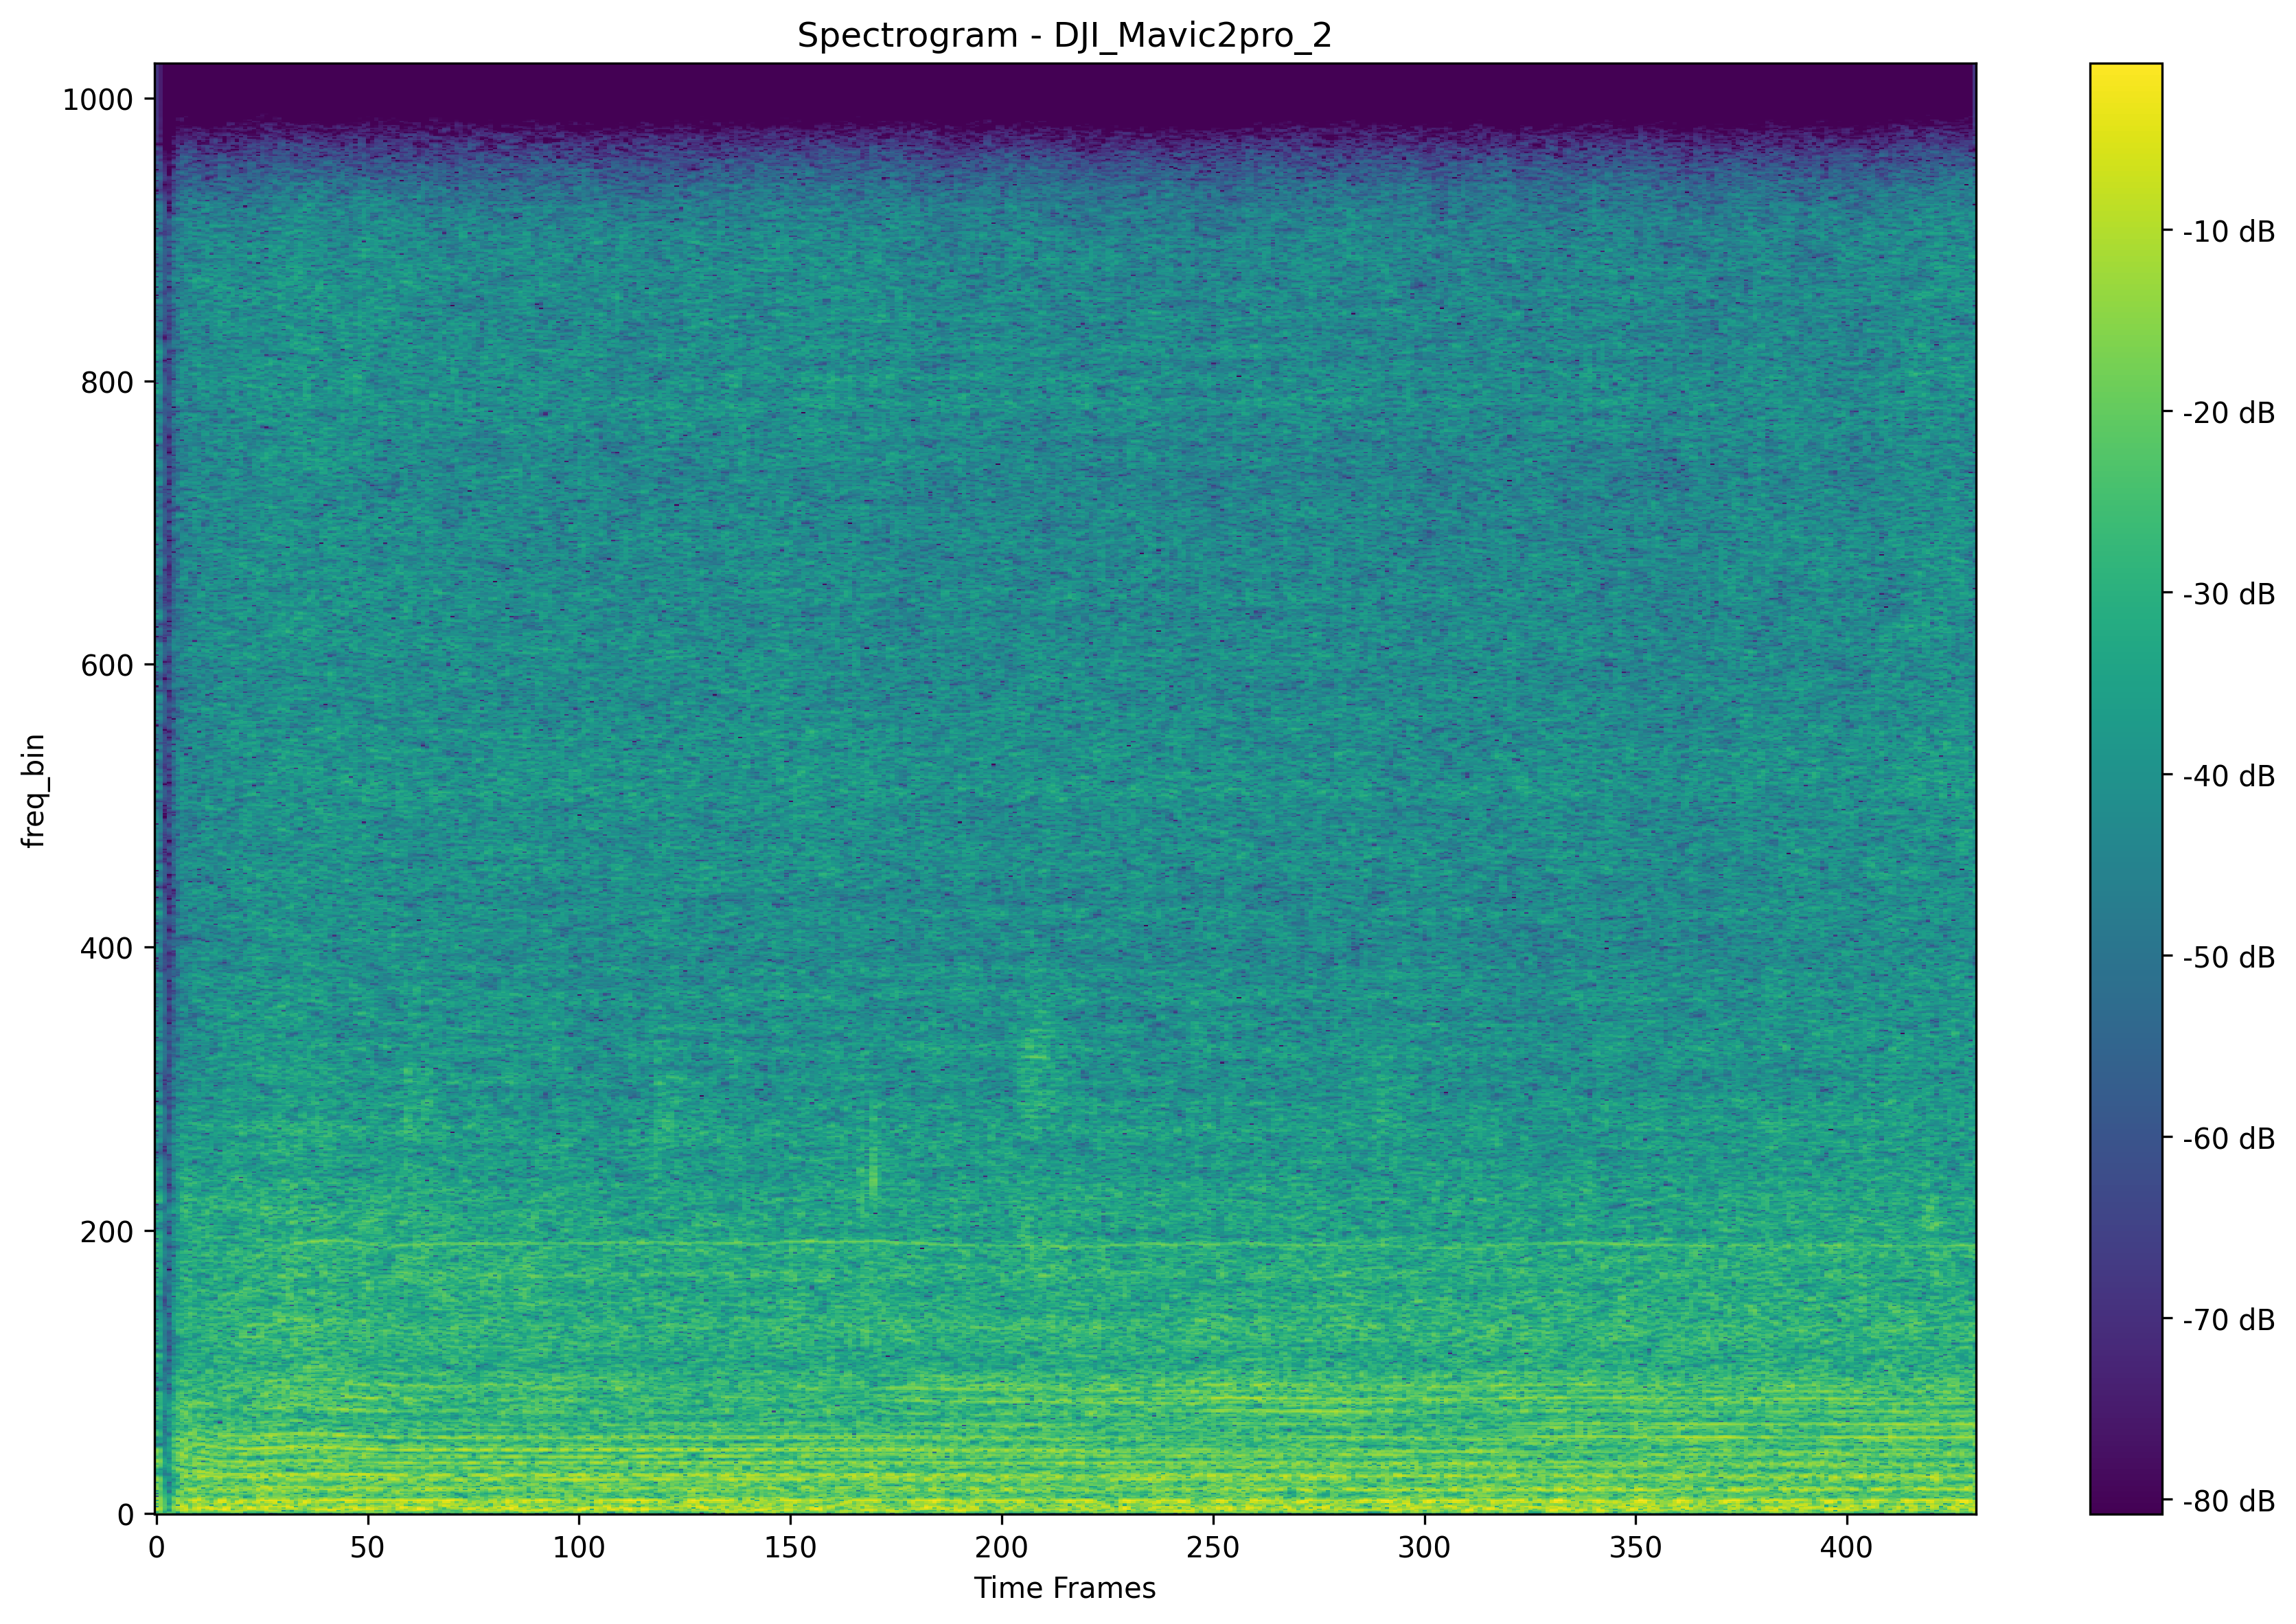 Spectrogram - DJI_Mavic2pro_2
1000
800
600
400
200
0
freq_bin
0 50 100 150 200 250 300 350 400
Time Frames
-10 dB
-20 dB
-30 dB
-40 dB
-50 dB
-60 dB
-70 dB
-80 dB